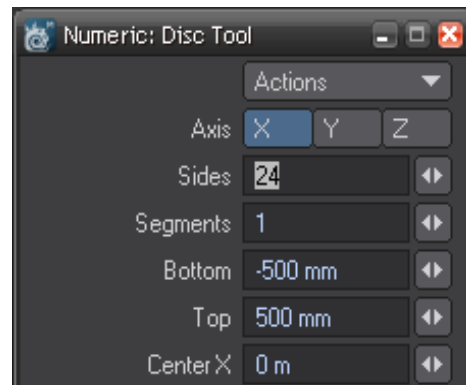 Numeric: Disc Tool
Actions
Axis X Y Z
Sides 24
Segments 1
Bottom -500 mm
Top 500 mm
Center X 0 m